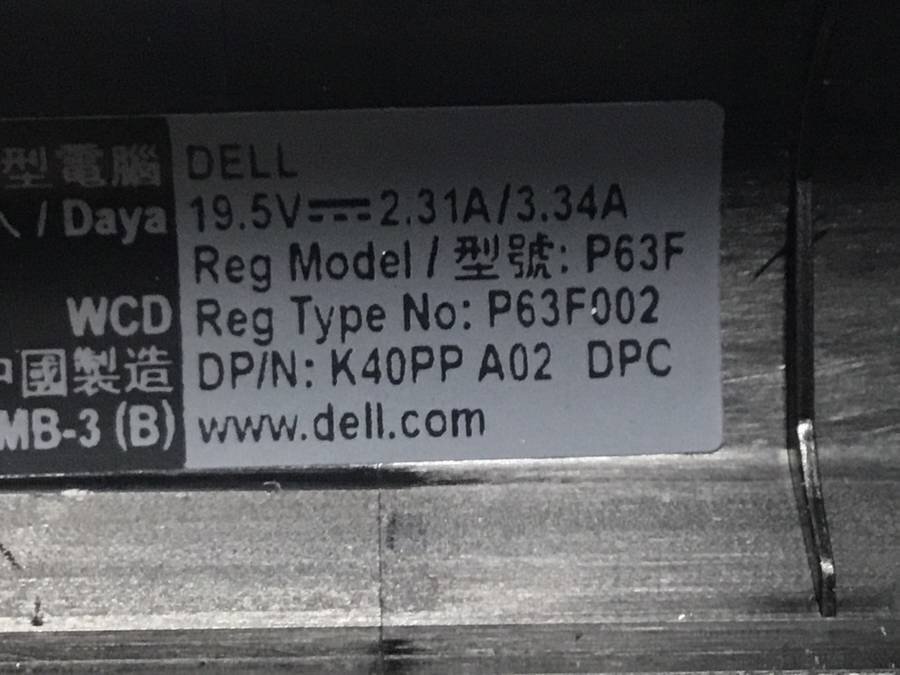 型電腦 DELL
/ Daya 19.5V⎓2.31A/3.34A
Reg Model / 型號: P63F
WCD Reg Type No: P63F002
中國製造 DP/N: K40PP A02 DPC
MB-3 (B) www.dell.com